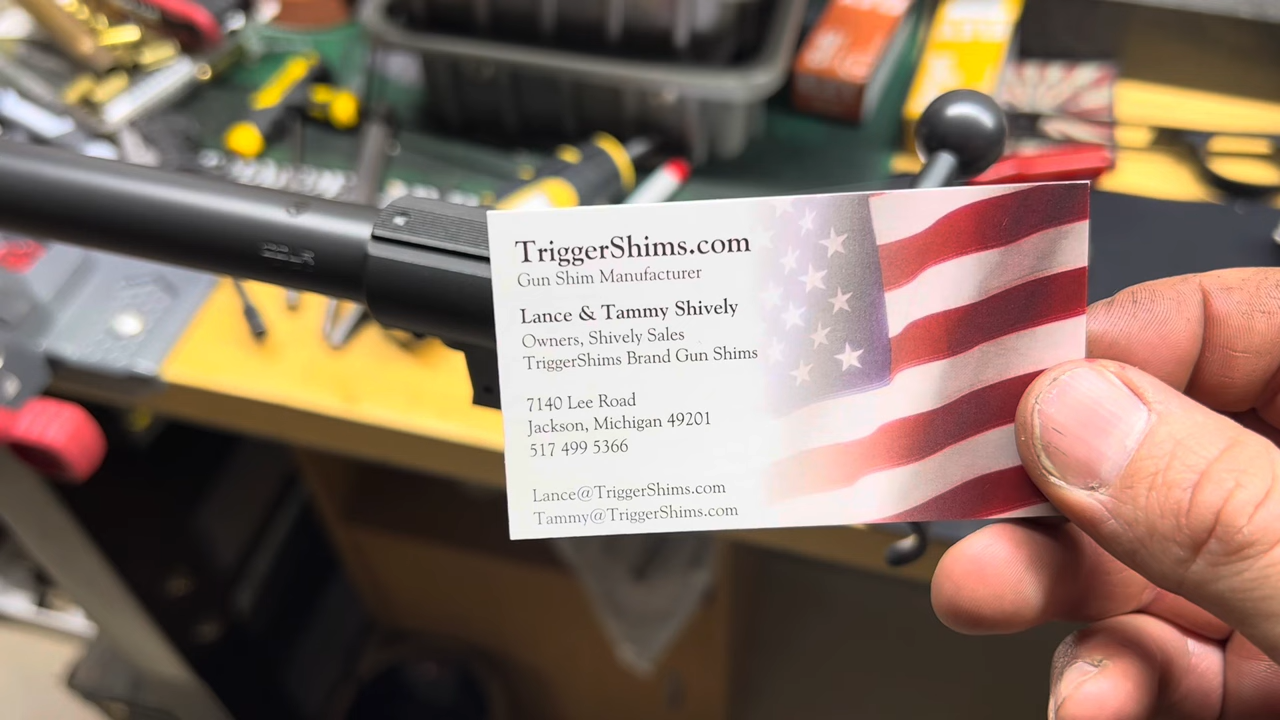 TriggerShims.com
Gun Shim Manufacturer
Lance & Tammy Shively
Owners, Shively Sales
TriggerShims Brand Gun Shims
7140 Lee Road
Jackson, Michigan 49201
517 499 5366
Lance@TriggerShims.com
Tammy@TriggerShims.com